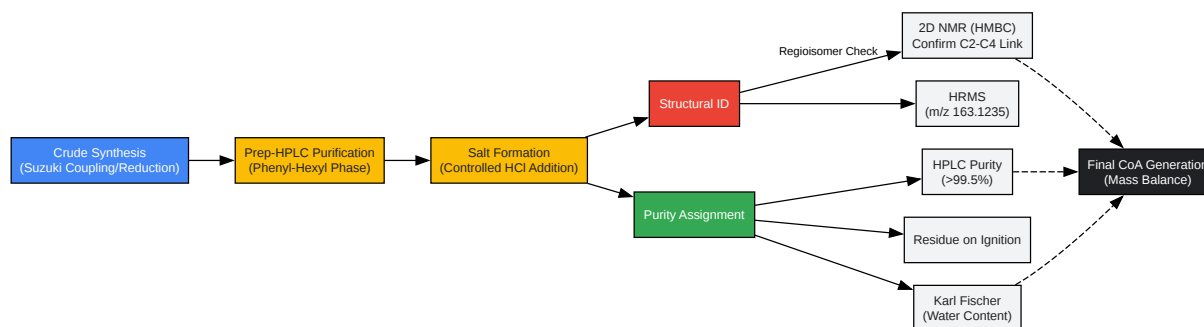 Crude Synthesis
(Suzuki Coupling/Reduction)
Prep-HPLC Purification
(Phenyl-Hexyl Phase)
Salt Formation
(Controlled HCl Addition)
Structural ID
Purity Assignment
Regioisomer Check
2D NMR (HMBC)
Confirm C2-C4 Link
HRMS
(m/z 163.1235)
HPLC Purity
(>99.5%)
Residue on Ignition
Karl Fischer
(Water Content)
Final CoA Generation
(Mass Balance)